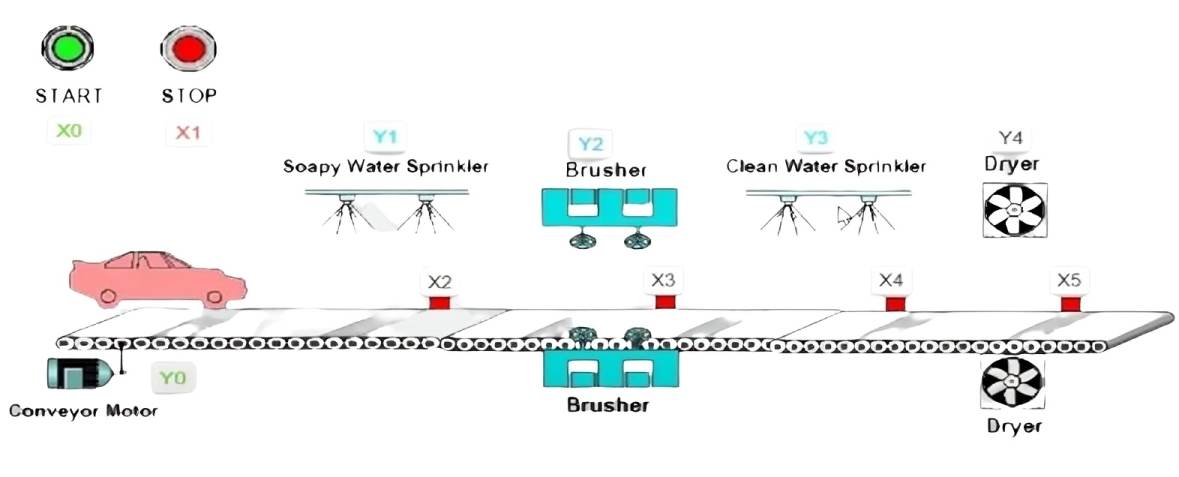 START
STOP
X0
X1
Y1
Y2
Y3
Y4
Soapy Water Sprinkler
Brusher
Clean Water Sprinkler
Dryer
X2
X3
X4
X5
Y0
Conveyor Motor
Brusher
Dryer